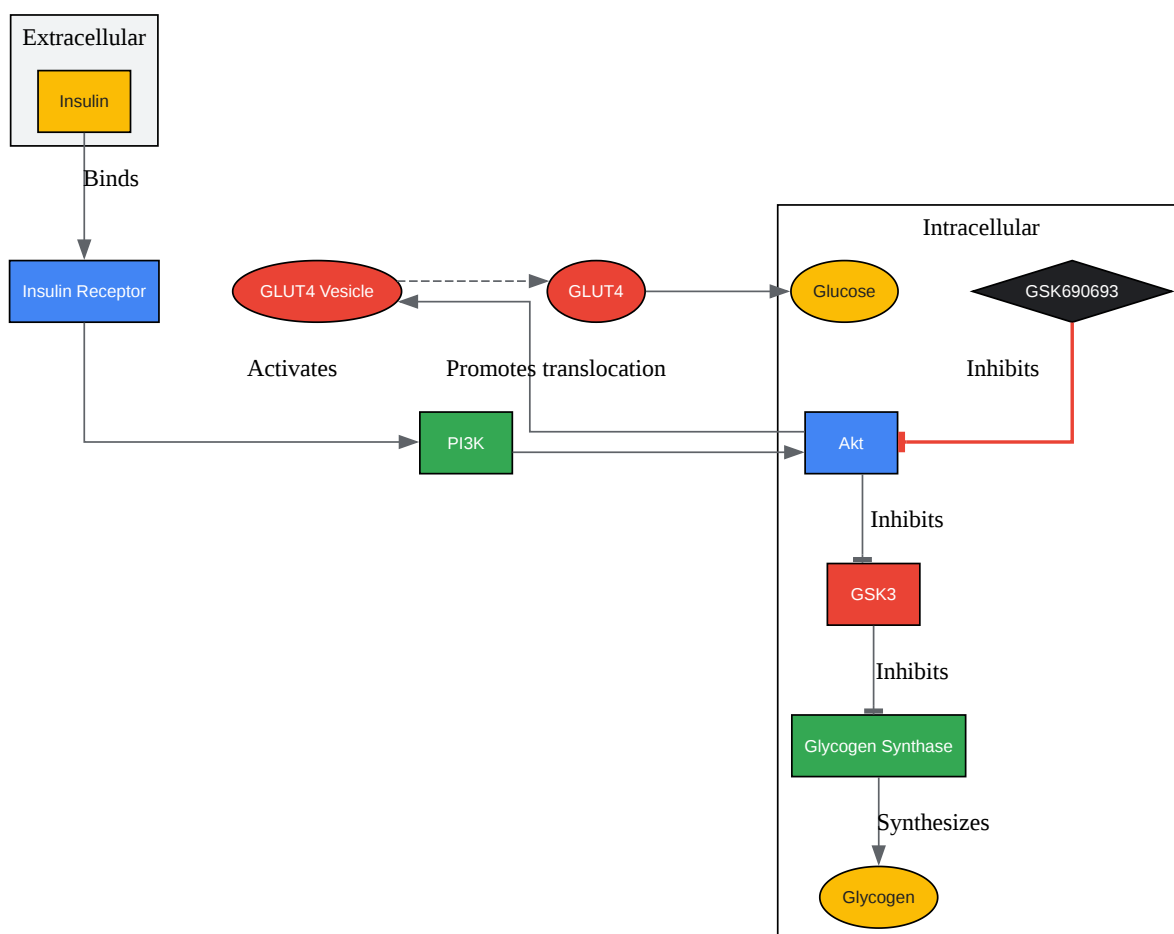 Extracellular
Insulin
Binds
Intracellular
Insulin Receptor
GLUT4 Vesicle
GLUT4
Glucose
GSK690693
Activates
Promotes translocation
Inhibits
PI3K
Akt
Inhibits
GSK3
Inhibits
Glycogen Synthase
Synthesizes
Glycogen